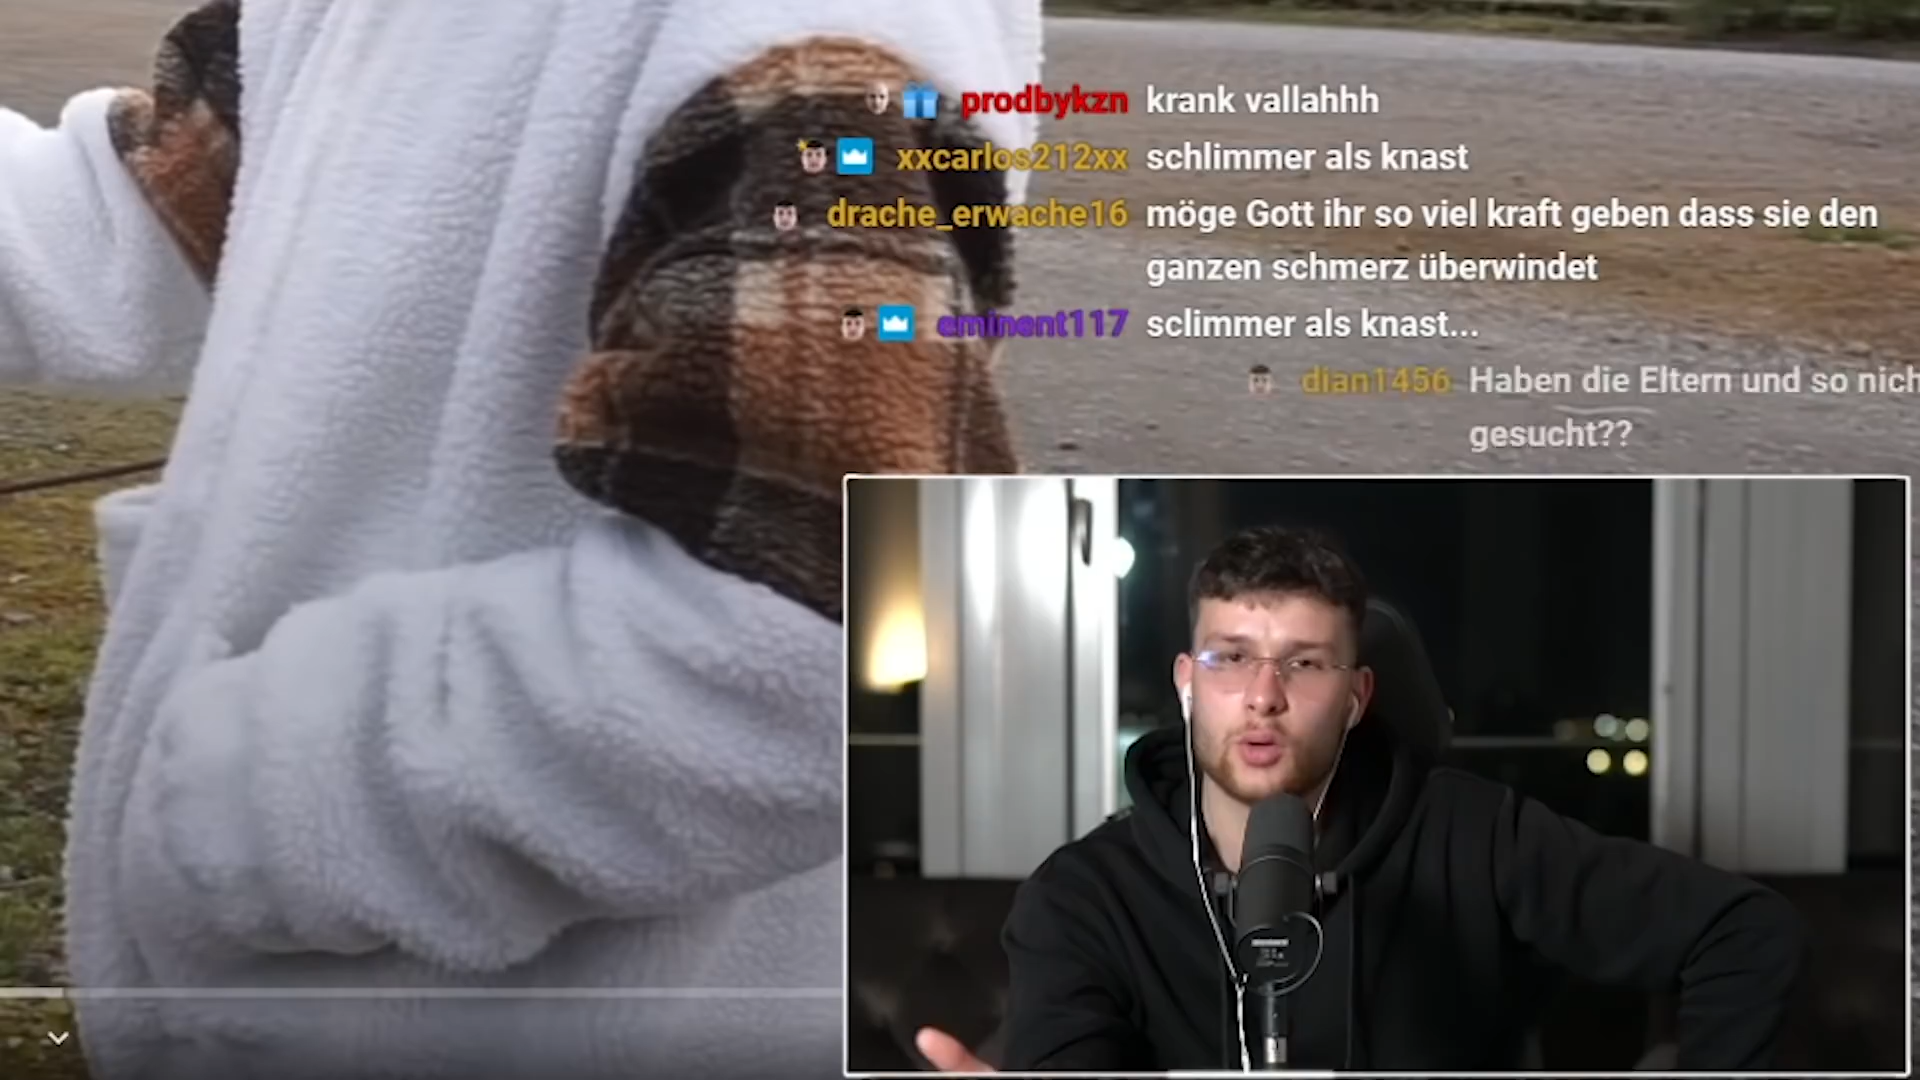 prodbykzn krank vallahhh
xxcarlos212xx schlimmer als knast
drache_erwache16 möge Gott ihr so viel kraft geben dass sie den
ganzen schmerz überwindet
eminent117 sclimmer als knast...
dian1456 Haben die Eltern und so nich
gesucht??